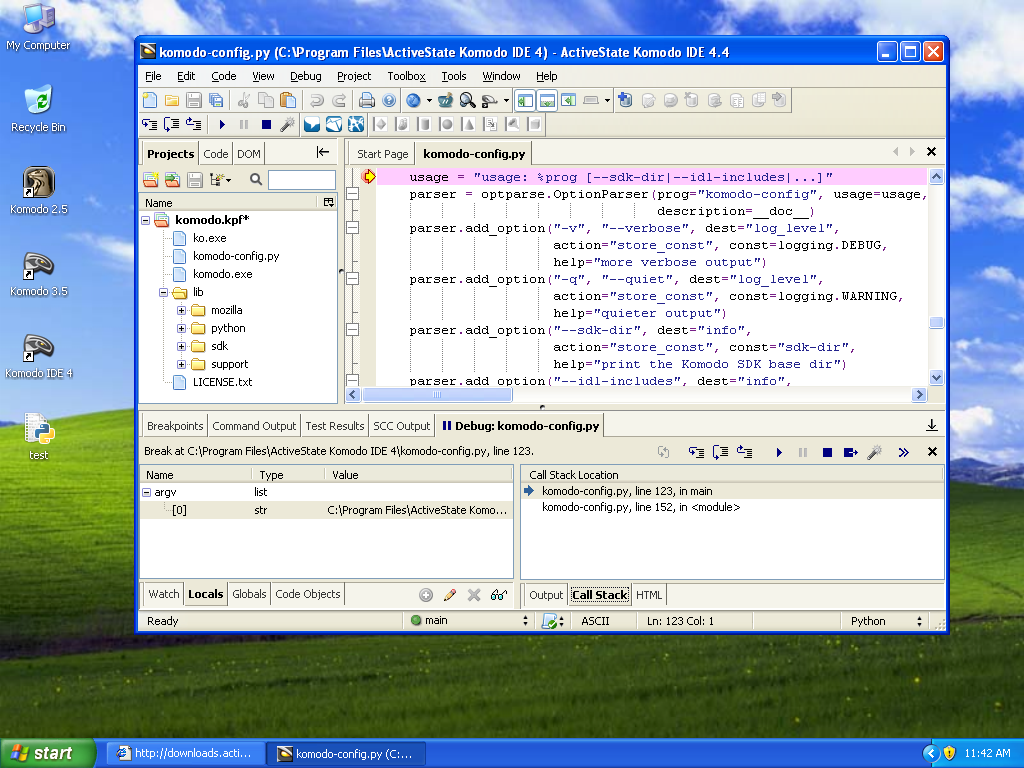 My Computer
Recycle Bin
Komodo 2.5
Komodo 3.5
Komodo IDE 4
test
komodo-config.py (C:\Program Files\ActiveState Komodo IDE 4) - ActiveState Komodo IDE 4.4
File Edit Code View Debug Project Toolbox Tools Window Help
Projects Code DOM
Name
komodo.kpf*
ko.exe
komodo-config.py
komodo.exe
lib
mozilla
python
sdk
support
LICENSE.txt
Start Page komodo-config.py
usage = "usage: %prog [--sdk-dir|--idl-includes|...]"
parser = optparse.OptionParser(prog="komodo-config", usage=usage,
description=__doc__)
parser.add_option("-v", "--verbose", dest="log_level",
action="store_const", const=logging.DEBUG,
help="more verbose output")
parser.add_option("-q", "--quiet", dest="log_level",
action="store_const", const=logging.WARNING,
help="quieter output")
parser.add_option("--sdk-dir", dest="info",
action="store_const", const="sdk-dir",
help="print the Komodo SDK base dir")
parser.add_option("--idl-includes", dest="info",
Breakpoints Command Output Test Results SCC Output Debug: komodo-config.py
Break at C:\Program Files\ActiveState Komodo IDE 4\komodo-config.py, line 123.
Name Type Value
argv list
[0] str C:\Program Files\ActiveState Komo...
Call Stack Location
komodo-config.py, line 123, in main
komodo-config.py, line 152, in <module>
Watch Locals Globals Code Objects
Output Call Stack HTML
Ready main ASCII Ln: 123 Col: 1 Python
start http://downloads.acti... komodo-config.py (C:... 11:42 AM